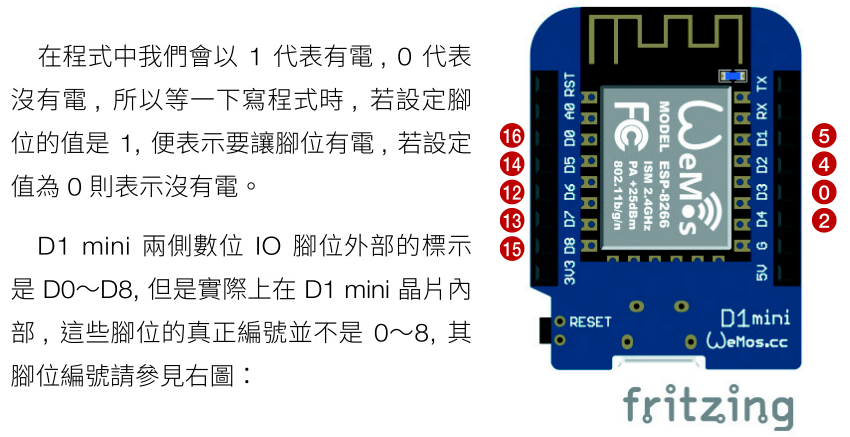 在程式中我們會以 1 代表有電，0 代表
沒有電，所以等一下寫程式時，若設定腳
位的值是 1, 便表示要讓腳位有電，若設定
值為 0 則表示沒有電。
D1 mini 兩側數位 IO 腳位外部的標示
是 D0～D8, 但是實際上在 D1 mini 晶片內
部，這些腳位的真正編號並不是 0～8, 其
腳位編號請參見右圖：
16
14
12
13
15
RST
A0
D0
D5
D6
D7
D8
3V3
WeMos
MODEL ESP-8266
ISM 2.4GHz
PA +25dBm
802.11b/g/n
FC
TX
RX
D1
D2
D3
D4
G
5V
5
4
0
2
RESET
D1mini
WeMos.cc
fritzing